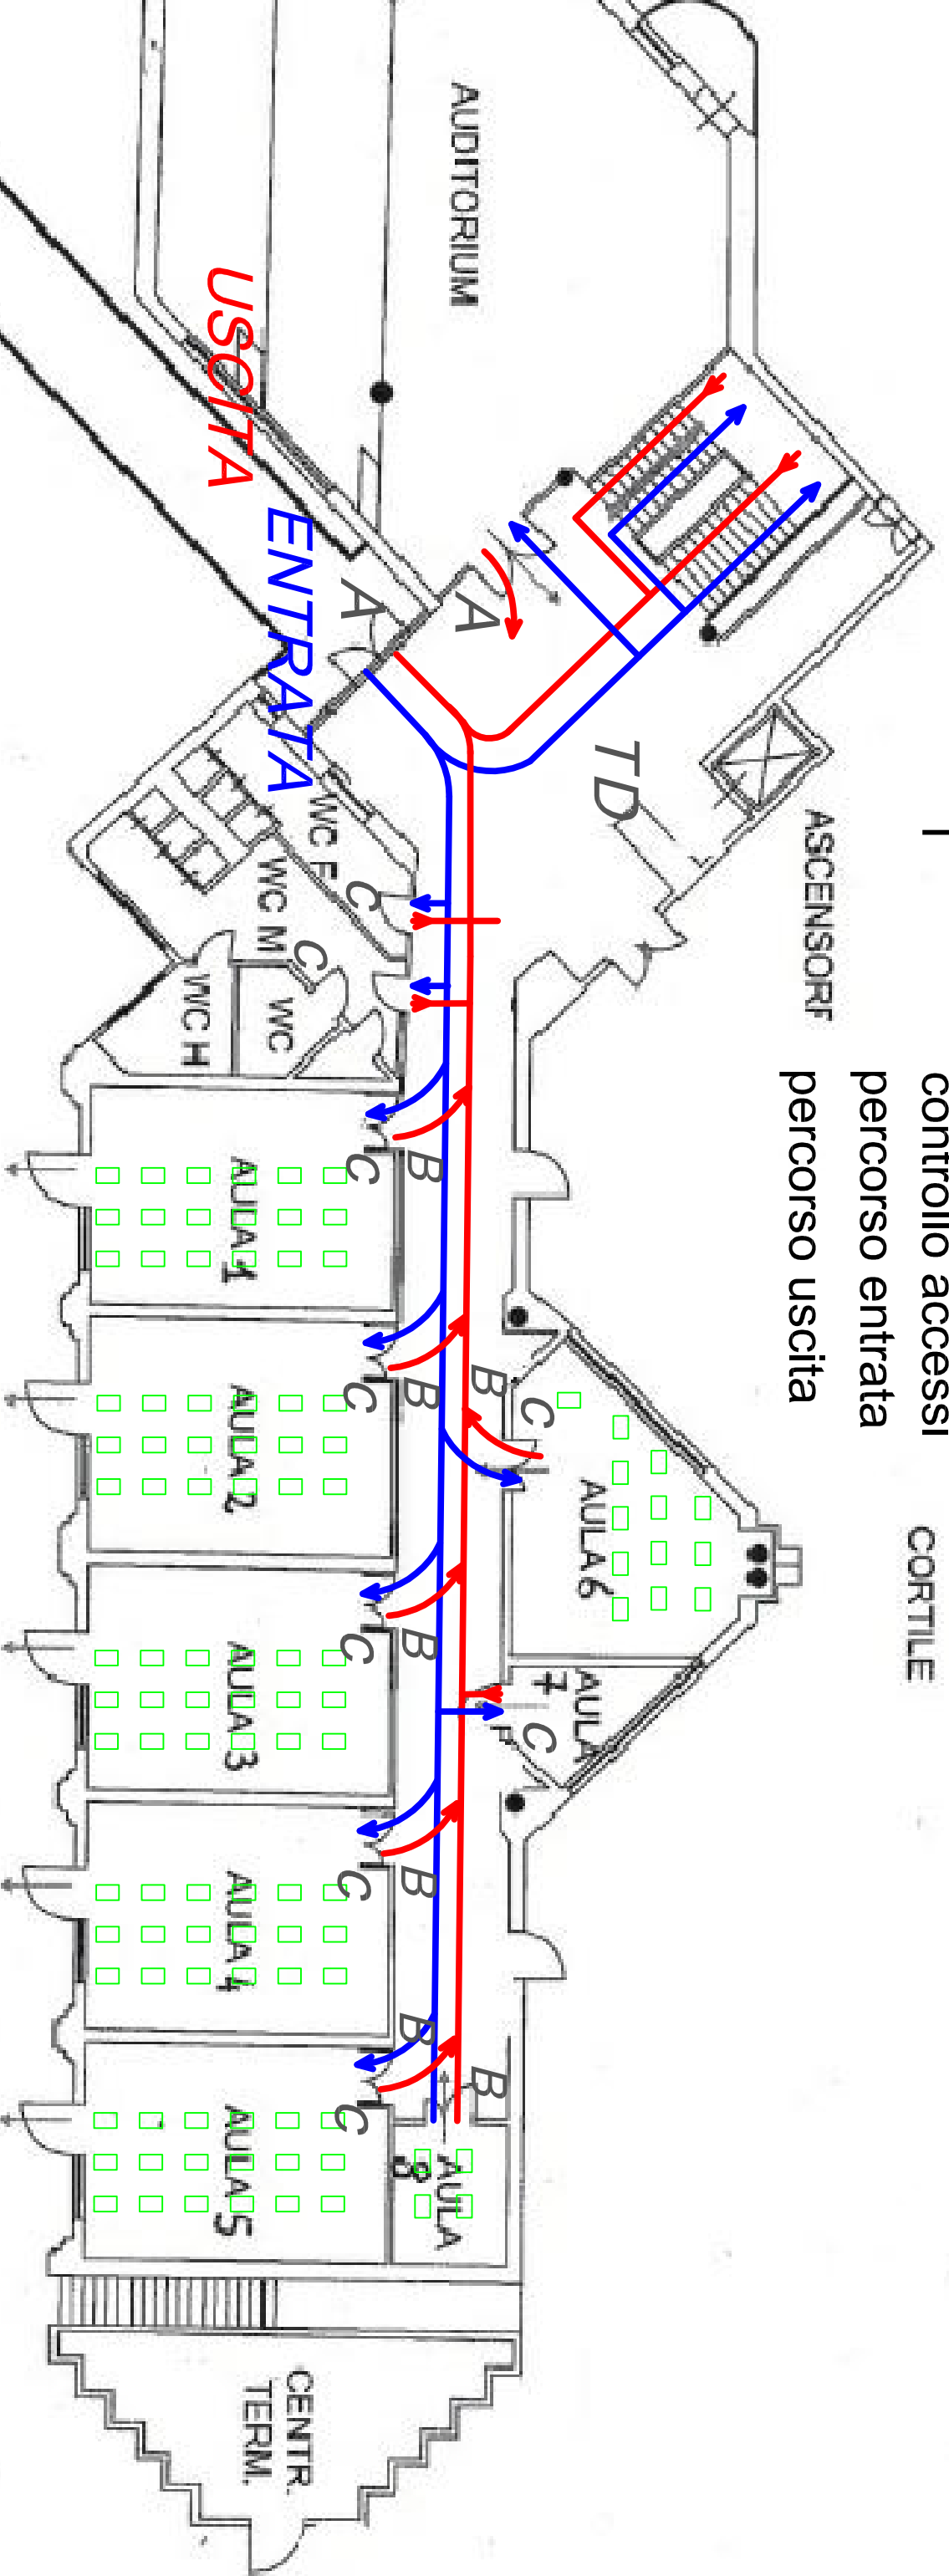 controllo accessi
percorso entrata
percorso uscita
CORTILE
ASCENSORE
TD
AUDITORIUM
A
A
USCITA
ENTRATA
WC F
WC M
WC H
WC
C
C
AULA 6
B
C
AULA
7
C
B
C
B
C
B
C
B
C
B
C
B
AULA
8
AULA 1
AULA 2
AULA 3
AULA 4
AULA 5
CENTR.
TERM.